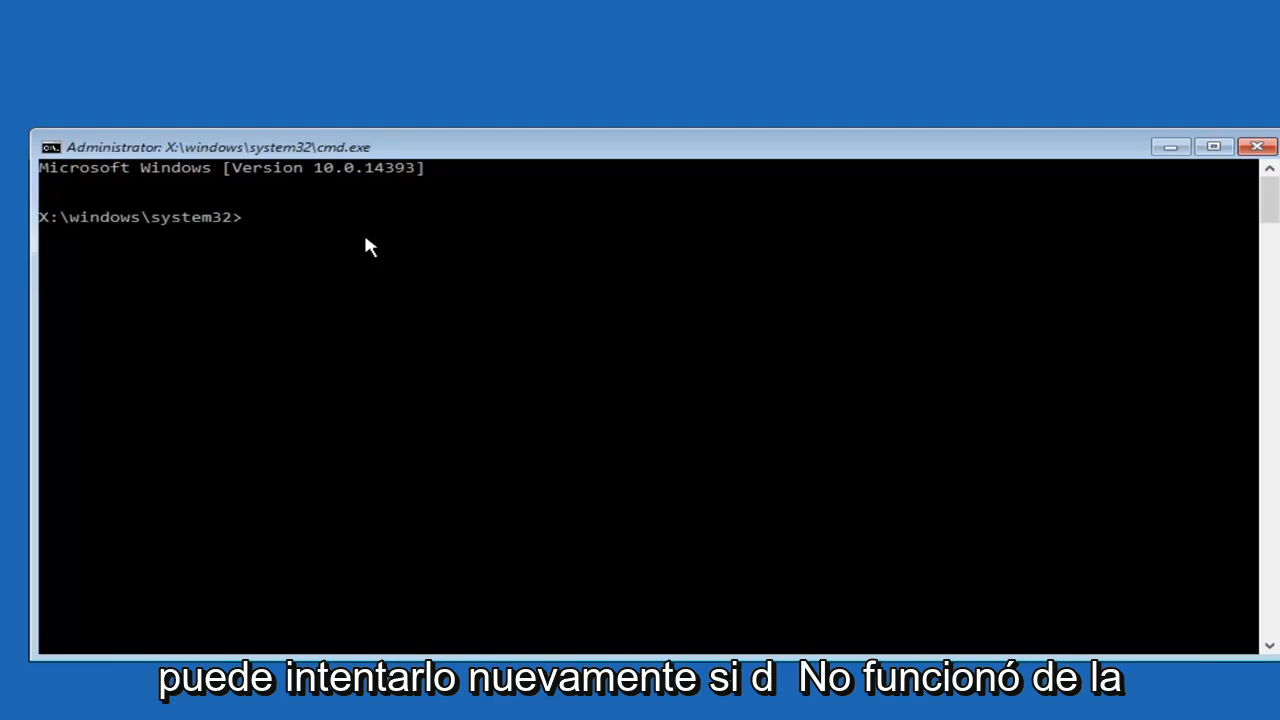 Administrator: X:\windows\system32\cmd.exe
Microsoft Windows [Version 10.0.14393]
X:\windows\system32>
puede intentarlo nuevamente si d  No funcionó de la